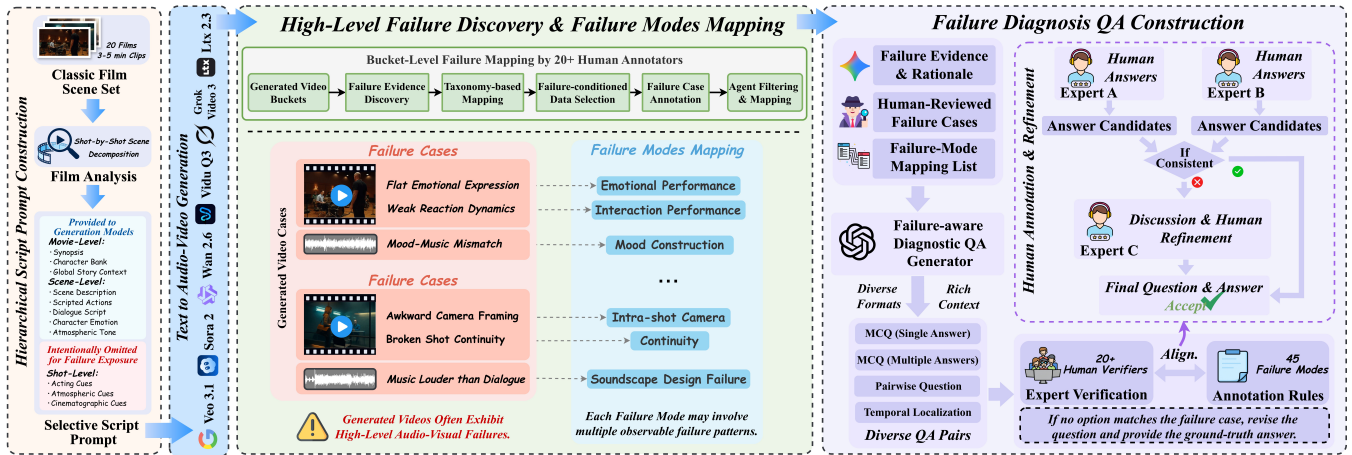 Hierarchical Script Prompt Construction
20 Films
3-5 min Clips
Classic Film
Scene Set
Shot-by-Shot Scene
Decomposition
Film Analysis
Provided to
Generation Models
Movie-Level:
· Synopsis
· Character Bank
· Global Story Context
Scene-Level:
· Scene Description
· Scripted Actions
· Dialogue Script
· Character Emotion
· Atmospheric Tone
Intentionally Omitted
for Failure Exposure
Shot-Level:
· Acting Cues
· Atmospheric Cues
· Cinematographic Cues
Selective Script
Prompt
Text to Audio-Video Generation
Ltx 2.3
LTX
Grok
Video 3
Vidu Q3
Wan 2.6
Sora 2
Veo 3.1
High-Level Failure Discovery & Failure Modes Mapping
Bucket-Level Failure Mapping by 20+ Human Annotators
Generated Video
Buckets
Failure Evidence
Discovery
Taxonomy-based
Mapping
Failure-conditioned
Data Selection
Failure Case
Annotation
Agent Filtering
& Mapping
Generated Video Cases
Failure Cases
Flat Emotional Expression
Weak Reaction Dynamics
Mood-Music Mismatch
Failure Cases
Awkward Camera Framing
Broken Shot Continuity
Music Louder than Dialogue
Generated Videos Often Exhibit
High-Level Audio-Visual Failures.
Failure Modes Mapping
Emotional Performance
Interaction Performance
Mood Construction
...
Intra-shot Camera
Continuity
Soundscape Design Failure
Each Failure Mode may involve
multiple observable failure patterns.
Failure Diagnosis QA Construction
Failure Evidence
& Rationale
Human-Reviewed
Failure Cases
Failure-Mode
Mapping List
Failure-aware
Diagnostic QA
Generator
Diverse
Formats
Rich
Context
MCQ (Single Answer)
MCQ (Multiple Answers)
Pairwise Question
Temporal Localization
Diverse QA Pairs
Human Annotation & Refinement
Human
Answers
Expert A
Human
Answers
Expert B
Answer Candidates
Answer Candidates
If
Consistent
Discussion & Human
Refinement
Expert C
Final Question & Answer
Accept
20+
Human Verifiers
Expert Verification
Align.
45
Failure Modes
Annotation Rules
If no option matches the failure case, revise the
question and provide the ground-truth answer.